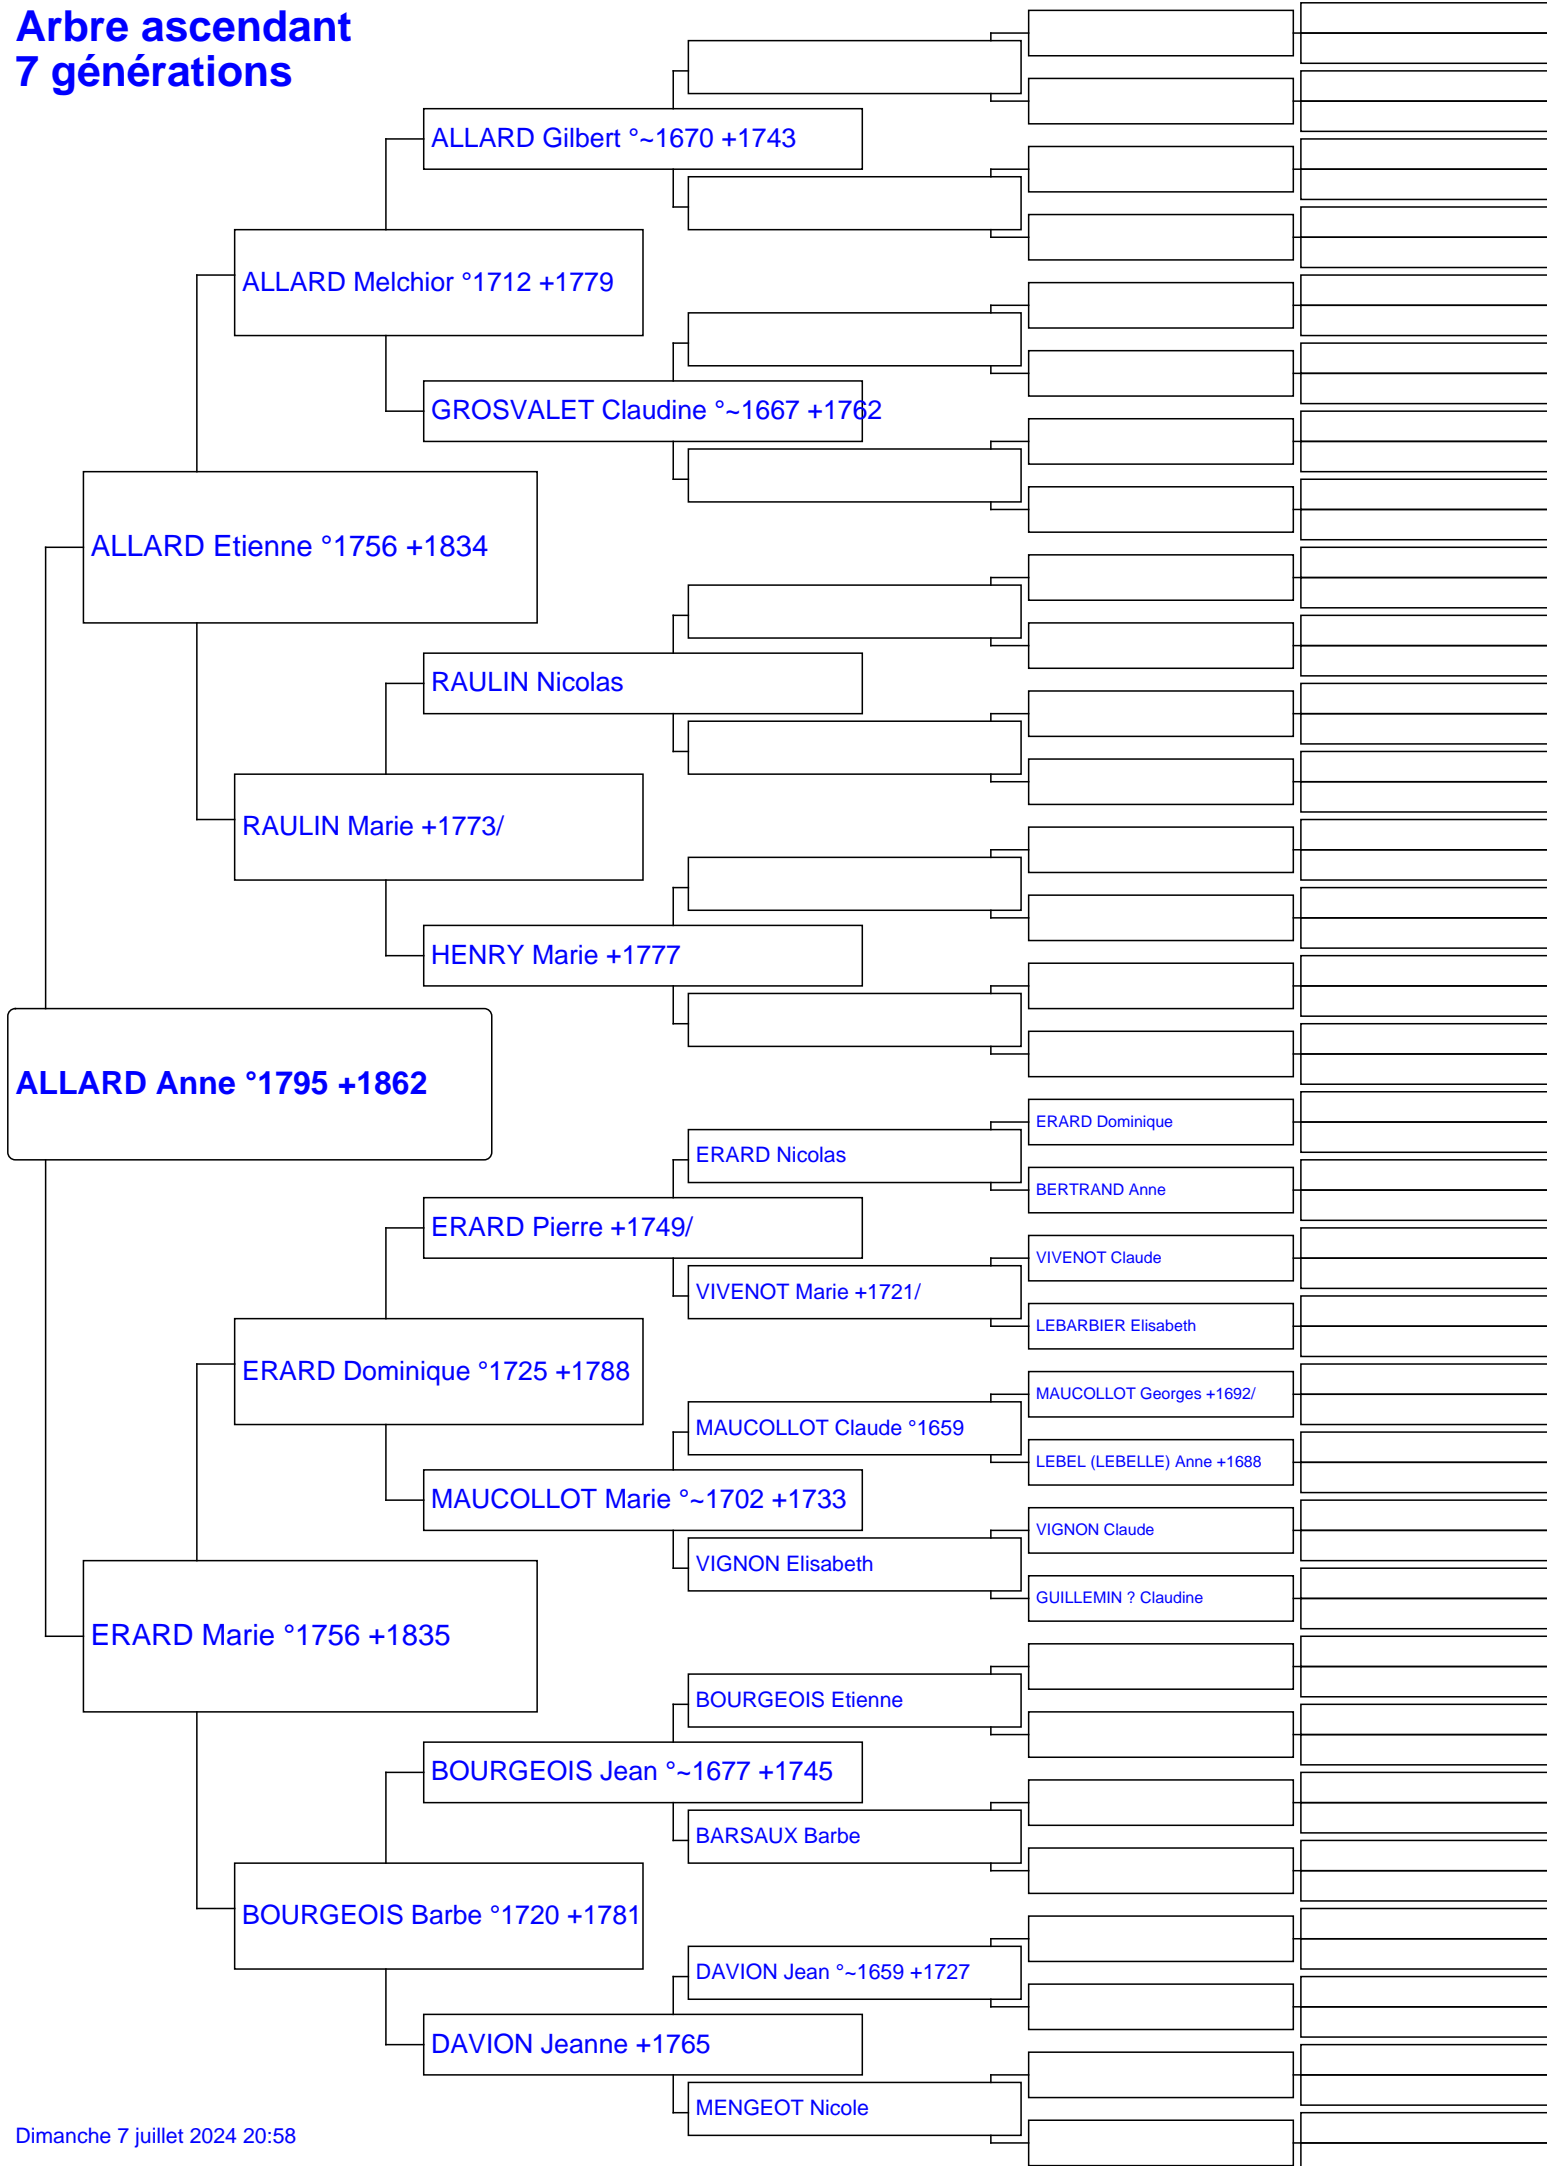 Arbre ascendant
7 générations
ALLARD Gilbert °~1670 +1743
ALLARD Melchior °1712 +1779
GROSVALET Claudine °~1667 +1762
ALLARD Etienne °1756 +1834
RAULIN Nicolas
RAULIN Marie +1773/
HENRY Marie +1777
ALLARD Anne °1795 +1862
ERARD Dominique
ERARD Nicolas
BERTRAND Anne
ERARD Pierre +1749/
VIVENOT Claude
VIVENOT Marie +1721/
LEBARBIER Elisabeth
ERARD Dominique °1725 +1788
MAUCOLLOT Georges +1692/
MAUCOLLOT Claude °1659
LEBEL (LEBELLE) Anne +1688
MAUCOLLOT Marie °~1702 +1733
VIGNON Claude
VIGNON Elisabeth
GUILLEMIN ? Claudine
ERARD Marie °1756 +1835
BOURGEOIS Etienne
BOURGEOIS Jean °~1677 +1745
BARSAUX Barbe
BOURGEOIS Barbe °1720 +1781
DAVION Jean °~1659 +1727
DAVION Jeanne +1765
MENGEOT Nicole
Dimanche 7 juillet 2024 20:58